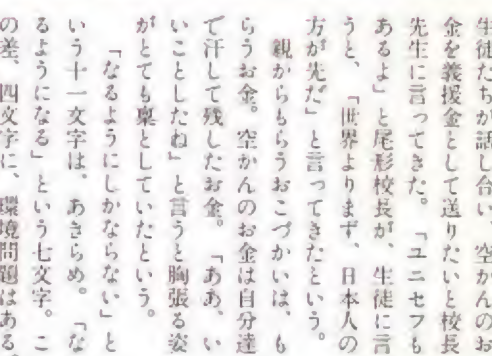 生徒たちが話し合い、空かんのお
金を義援金として送りたいと校長
先生に言ってきた。「ユニセフも
あるよ」と尾形校長が、生徒に言
うと、「世界よりまず、日本人の
方が先だ」と言ってきたという。
親からもらうおこづかいは、も
らうお金。空かんのお金は自分達
で汗して残したお金。「ああ、い
いことしたね」と言うと胸張る姿
がとても凜としていたという。
「なるようにしかならない」と
いう十一文字は、あきらめ。「な
るようになる」という七文字。こ
の差、四文字に、環境問題はある